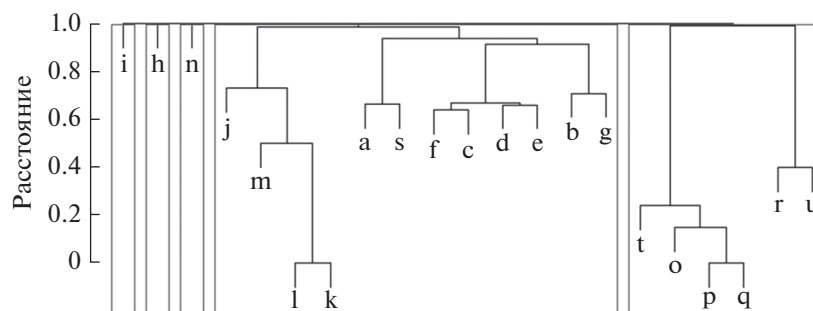 Расстояние
1.0
0.8
0.6
0.4
0.2
0
i h n
j
m
l k
a s
f c d e
b g
t
o
p q
r u